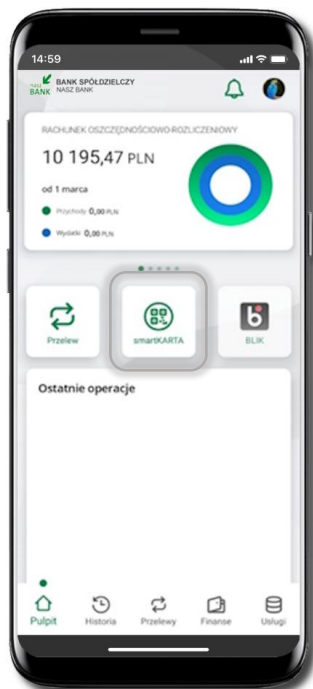 14:59
NASZ BANK
BANK SPÓŁDZIELCZY
NASZ BANK
RACHUNEK OSZCZĘDNOŚCIOWO-ROZLICZENIOWY
10 195,47 PLN
od 1 marca
Przychody 0,00 PLN
Wydatki 0,00 PLN
Przelew
smartKARTA
BLIK
Ostatnie operacje
Pulpit Historia Przelewy Finanse Usługi